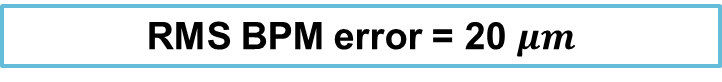 RMS BPM error = 20 μm